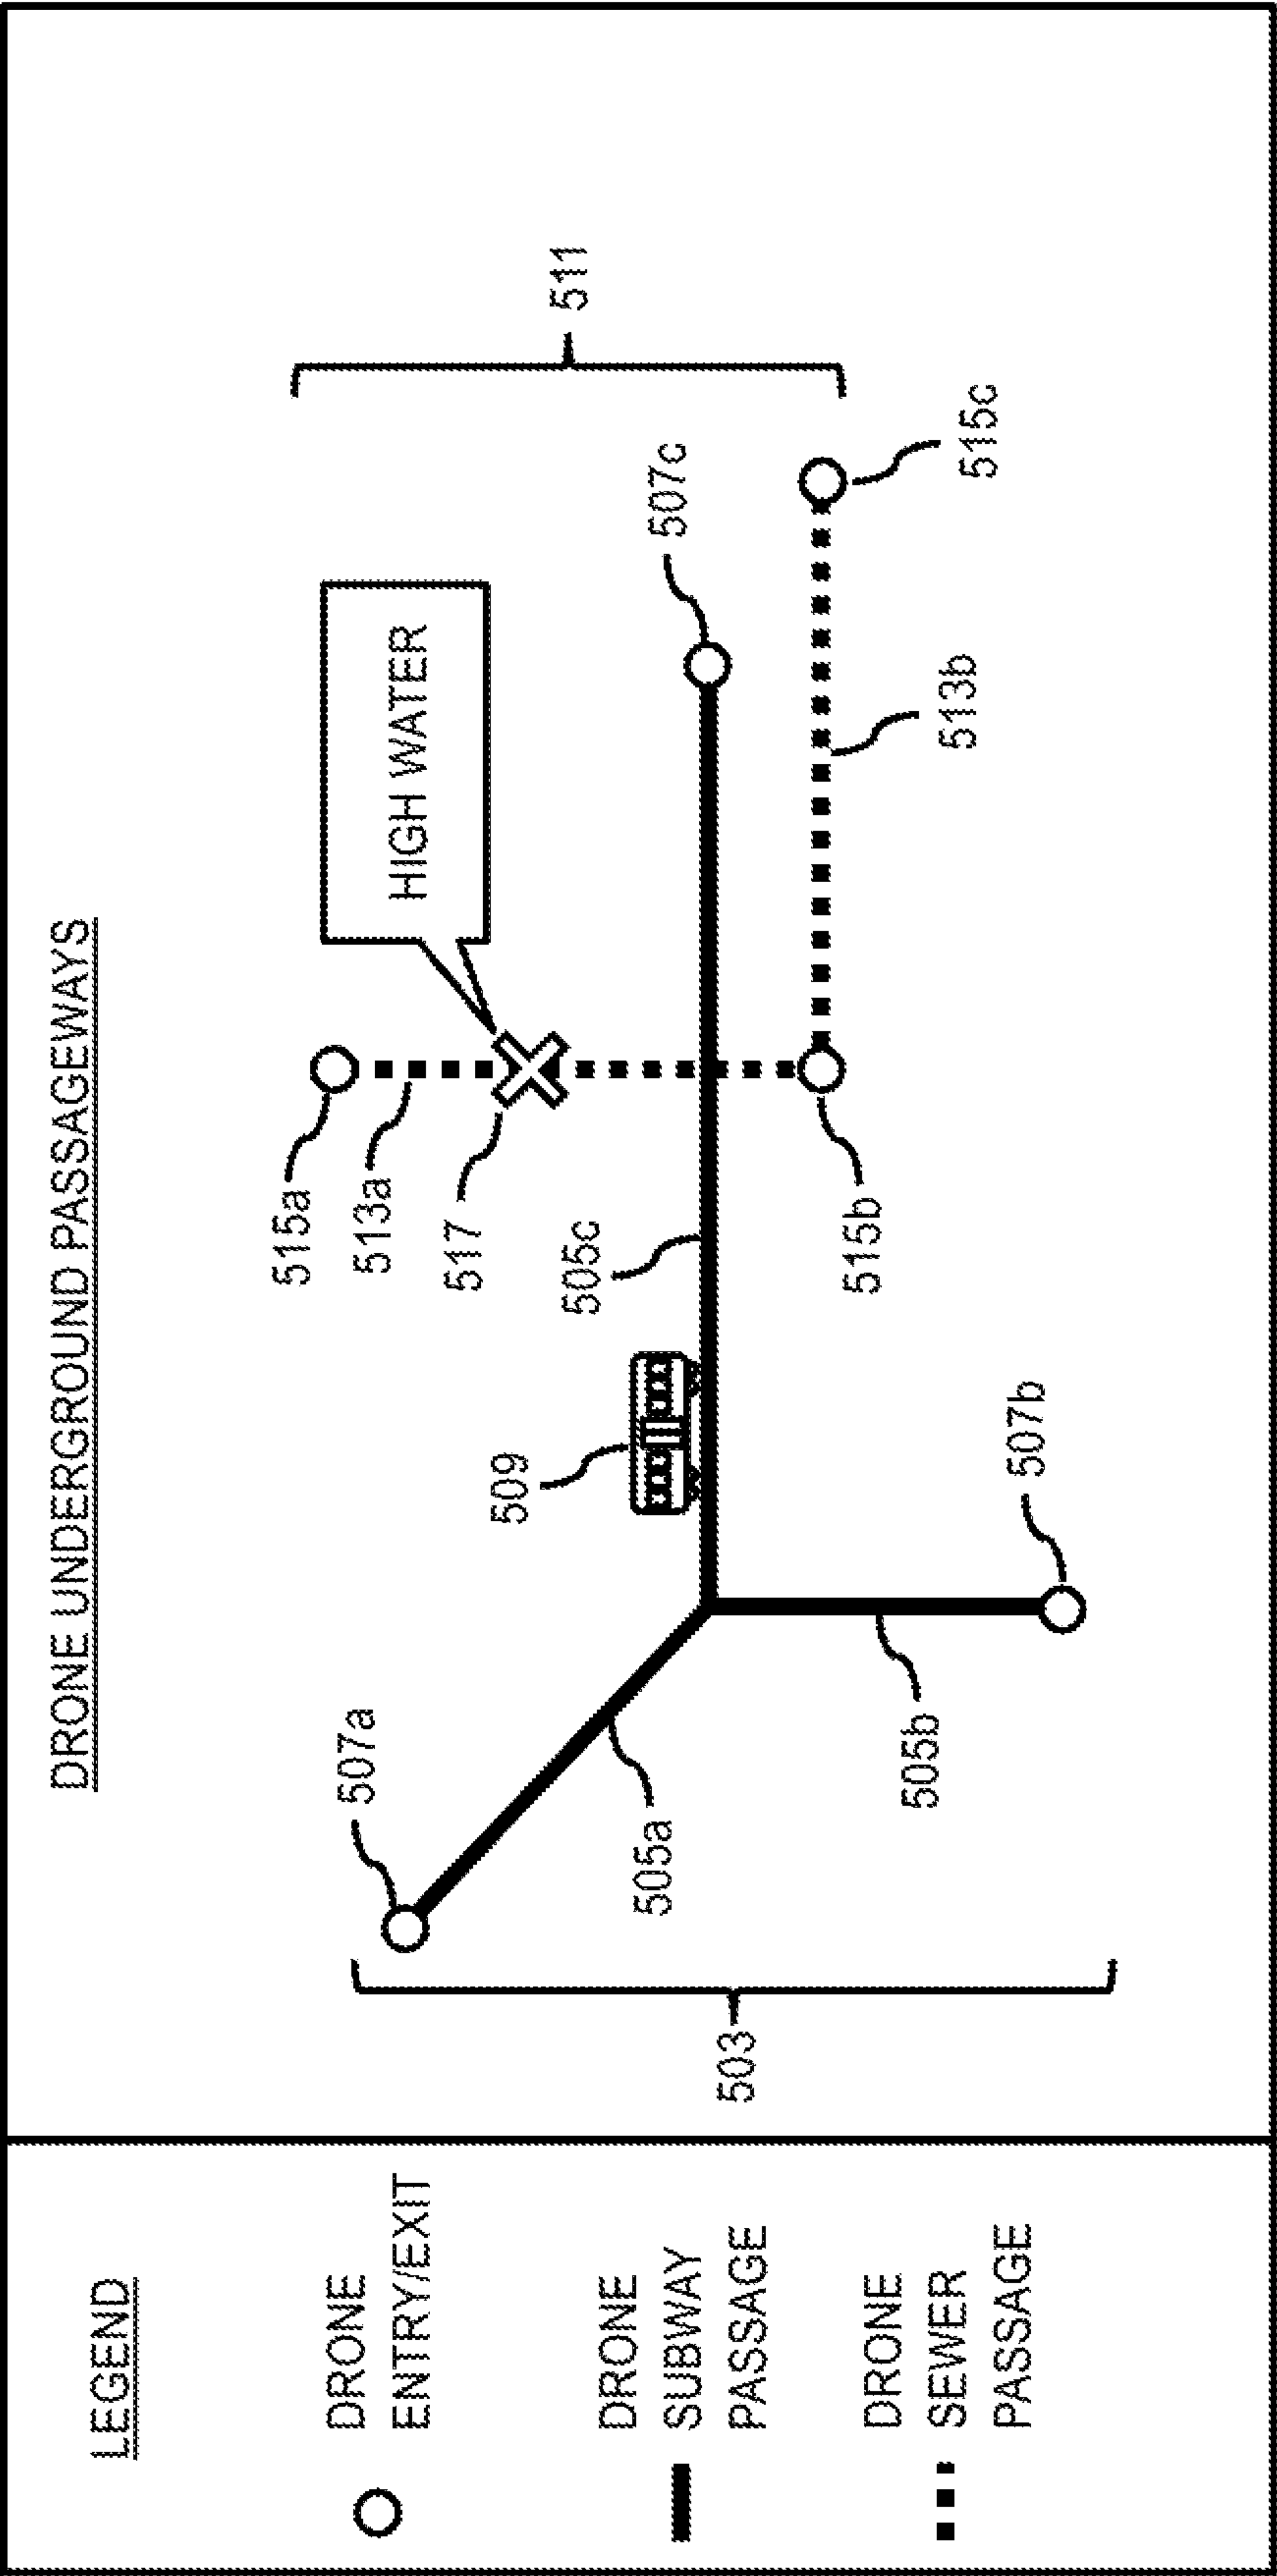 LEGEND
DRONE
ENTRY/EXIT
DRONE
SUBWAY
PASSAGE
DRONE
SEWER
PASSAGE
DRONE UNDERGROUND PASSAGEWAYS
503
507a
505a
505b
507b
509
505c
515a
513a
517
515b
HIGH WATER
507c
513b
515c
511